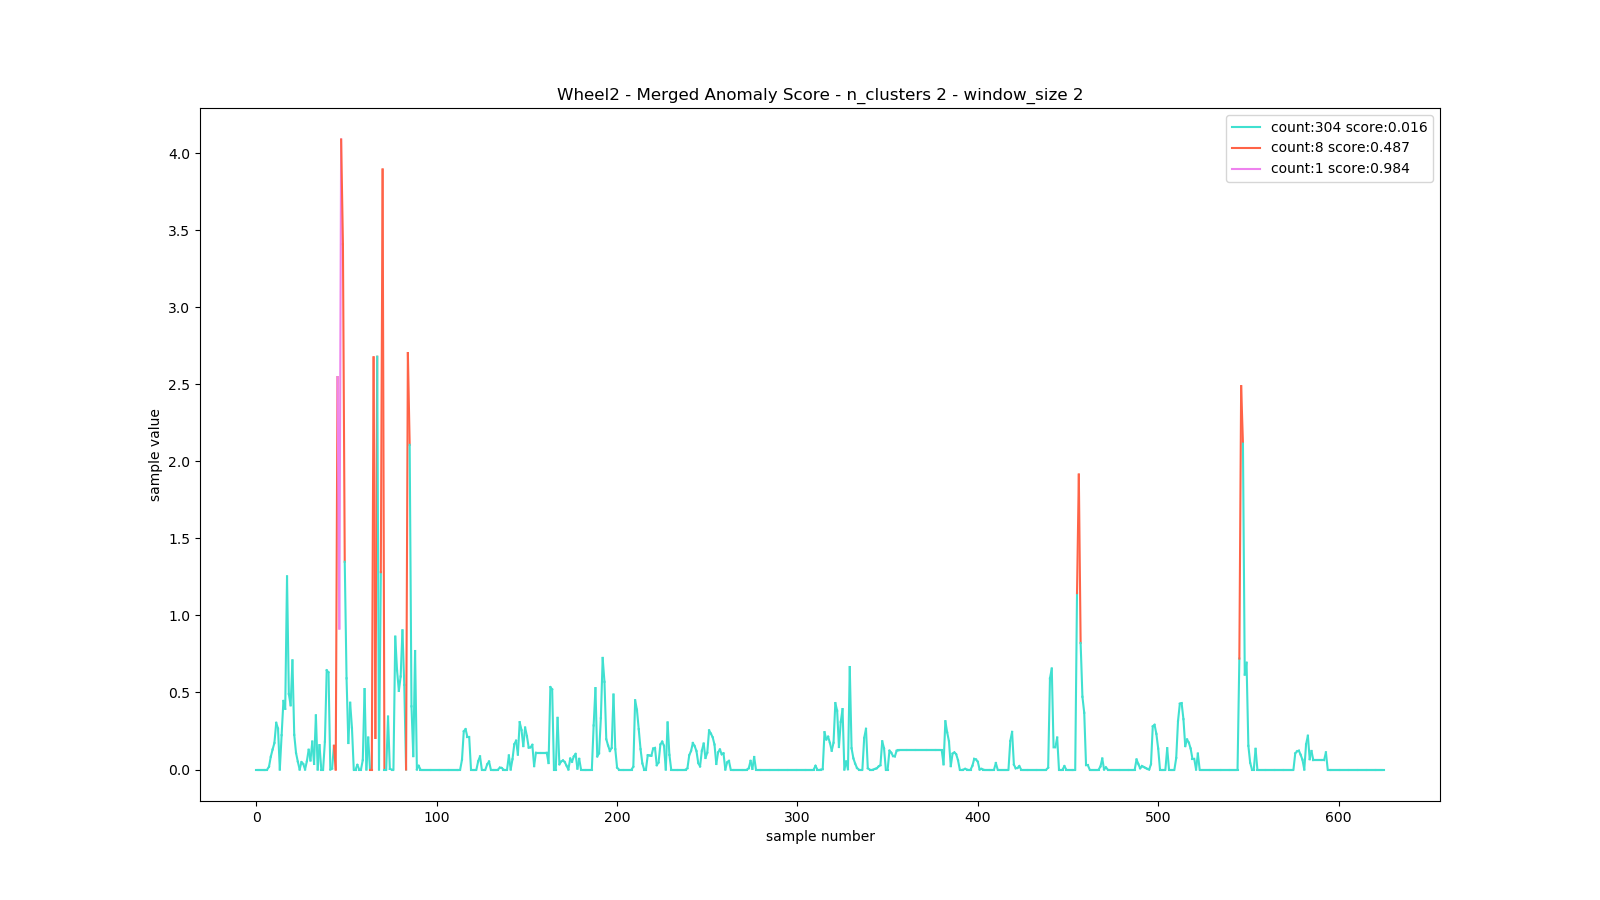 Wheel2 - Merged Anomaly Score - n_clusters 2 - window_size 2
count:304 score:0.016
count:8 score:0.487
count:1 score:0.984
4.0
3.5
3.0
2.5
2.0
1.5
1.0
0.5
0.0
sample value
0 100 200 300 400 500 600
sample number